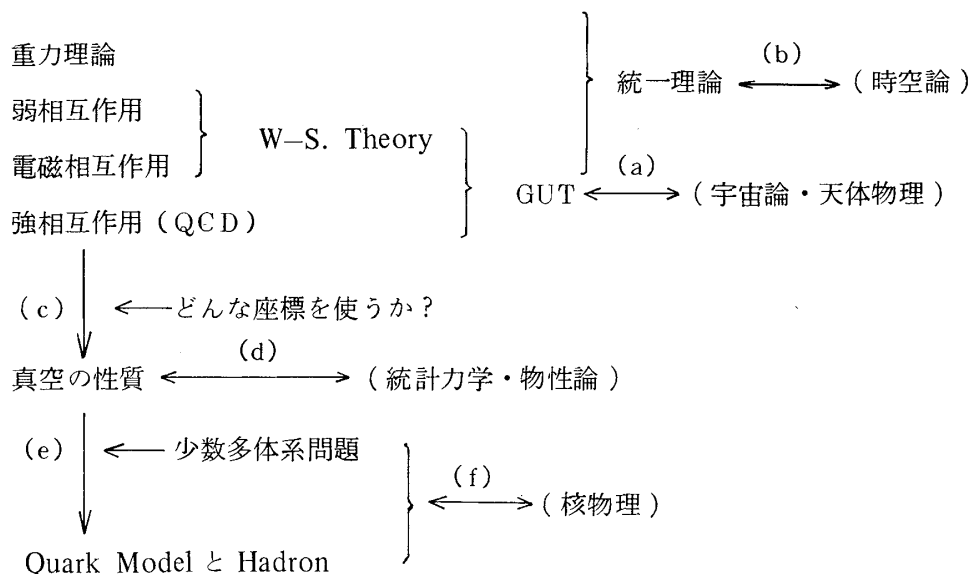 重力理論
(b)
弱相互作用
統一理論
(時空論)
W–S. Theory
電磁相互作用
(a)
GUT
(宇宙論・天体物理)
強相互作用(QCD)
(c)
どんな座標を使うか?
(d)
真空の性質
(統計力学・物性論)
(e)
少数多体系問題
(f)
(核物理)
Quark Model と Hadron